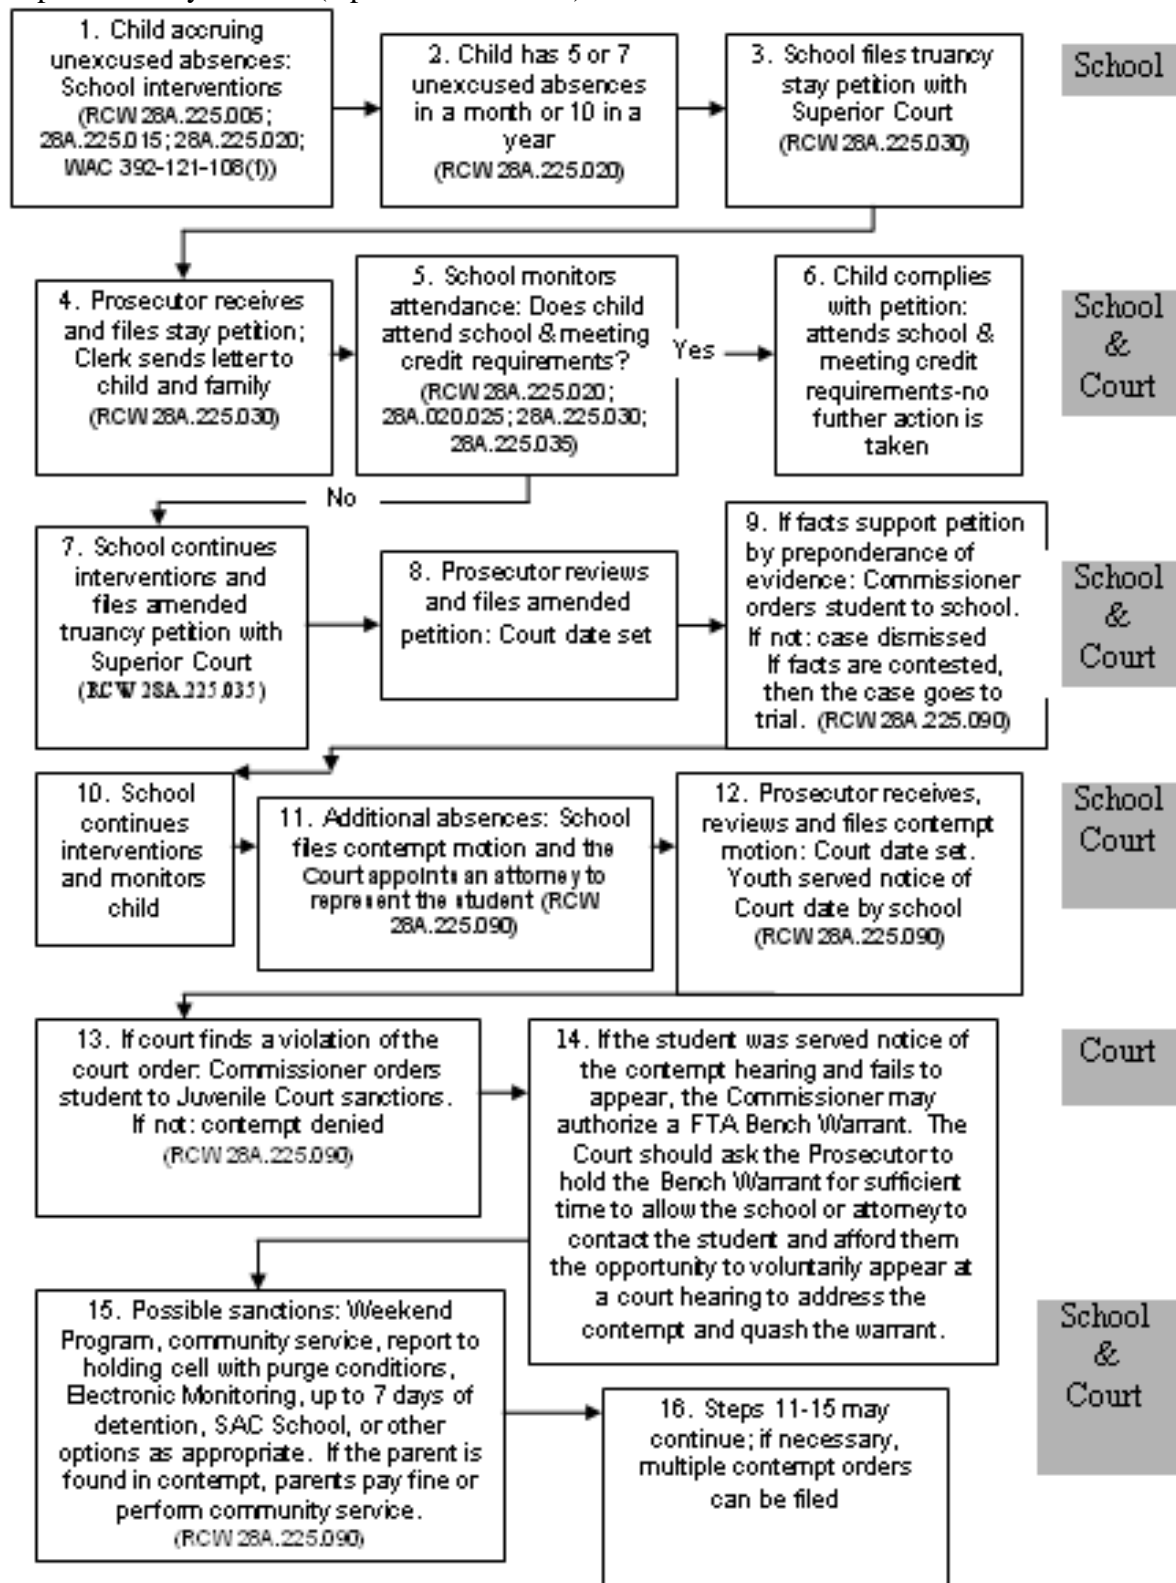 1. Child accruing
unexcused absences:
School interventions
(RCW 28A.225.005;
28A.225.015; 28A.225.020;
WAC 392-121-108(1))
2. Child has 5 or 7
unexcused absences
in a month or 10 in a
year
(RCW 28A.225.020)
3. School files truancy
stay petition with
Superior Court
(RCW 28A.225.030)
School
4. Prosecutor receives
and files stay petition;
Clerk sends letter to
child and family
(RCW 28A.225.030)
5. School monitors
attendance: Does child
attend school & meeting
credit requirements?
(RCW 28A.225.020;
28A.020.025; 28A.225.030;
28A.225.035)
Yes
6. Child complies
with petition:
attends school &
meeting credit
requirements-no
further action is
taken
School
&
Court
No
7. School continues
interventions and
files amended
truancy petition with
Superior Court
(RCW 28A.225.035)
8. Prosecutor reviews
and files amended
petition: Court date set
9. If facts support petition
by preponderance of
evidence: Commissioner
orders student to school.
If not: case dismissed
If facts are contested,
then the case goes to
trial. (RCW 28A.225.090)
School
&
Court
10. School
continues
interventions
and monitors
child
11. Additional absences: School
files contempt motion and the
Court appoints an attorney to
represent the student (RCW
28A.225.090)
12. Prosecutor receives,
reviews and files contempt
motion: Court date set.
Youth served notice of
Court date by school
(RCW 28A.225.090)
School
Court
13. If court finds a violation of the
court order: Commissioner orders
student to Juvenile Court sanctions.
If not: contempt denied
(RCW 28A.225.090)
14. If the student was served notice of
the contempt hearing and fails to
appear, the Commissioner may
authorize a FTA Bench Warrant. The
Court should ask the Prosecutor to
hold the Bench Warrant for sufficient
time to allow the school or attorney to
contact the student and afford them
the opportunity to voluntarily appear at
a court hearing to address the
contempt and quash the warrant.
Court
15. Possible sanctions: Weekend
Program, community service, report to
holding cell with purge conditions,
Electronic Monitoring, up to 7 days of
detention, SAC School, or other
options as appropriate. If the parent is
found in contempt, parents pay fine or
perform community service.
(RCW 28A.225.090)
16. Steps 11-15 may
continue; if necessary,
multiple contempt orders
can be filed
School
&
Court